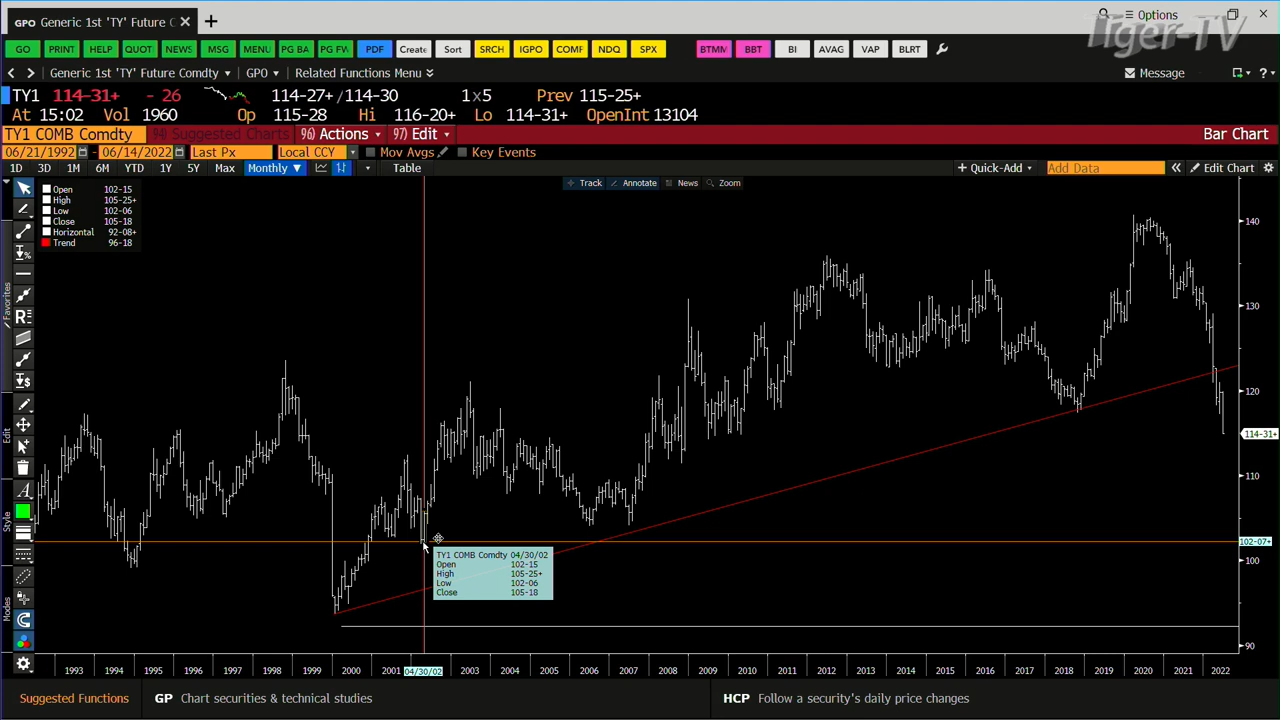 GPO Generic 1st 'TY' Future C
Options
Tiger-TV
GO PRINT HELP QUOT NEWS MSG MENU PG BA PG FW PDF Create Sort SRCH IGPO COMF NDQ SPX BTMM BBT BI AVAG VAP BLRT
Generic 1st 'TY' Future Comdty GPO Related Functions Menu Message
TY1 114-31+ - 26 114-27+/114-30 1x5 Prev 115-25+
At 15:02 Vol 1960 Op 115-28 Hi 116-20+ Lo 114-31+ OpenInt 13104
TY1 COMB Comdty 94) Suggested Charts 96) Actions 97) Edit Bar Chart
06/21/1992 - 06/14/2022 Last Px Local CCY Mov Avgs Key Events
1D 3D 1M 6M YTD 1Y 5Y Max Monthly ▼ Table + Quick-Add Add Data « Edit Chart
Track Annotate News Zoom
Open 102-15
High 105-25+
Low 102-06
Close 105-18
Horizontal 92-08+
Trend 96-18
Favorites
Edit
Style
Modes
140
130
120
114-31+
110
102-07+
100
90
TY1 COMB Comdty 04/30/02
Open 102-15
High 105-25+
Low 102-06
Close 105-18
1993 1994 1995 1996 1997 1998 1999 2000 2001 04/30/02 2003 2004 2005 2006 2007 2008 2009 2010 2011 2012 2013 2014 2015 2016 2017 2018 2019 2020 2021 2022
Suggested Functions GP Chart securities & technical studies HCP Follow a security's daily price changes